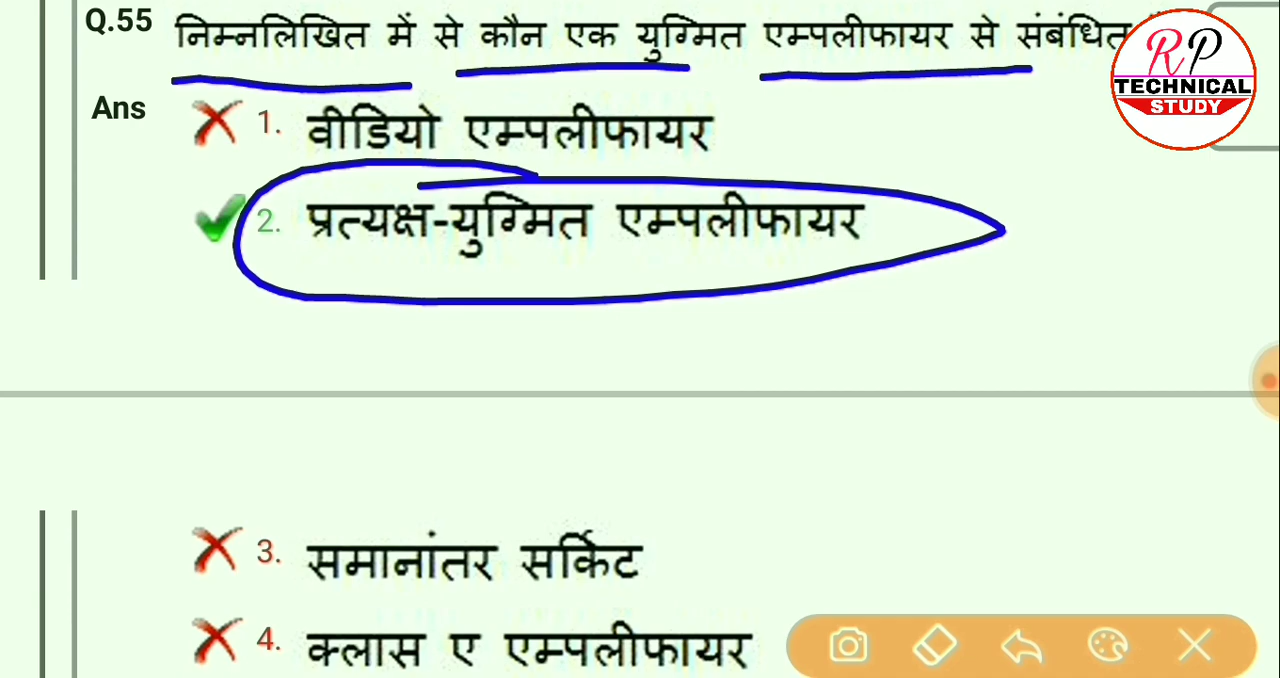 Q.55 निम्नलिखित में से कौन एक युग्मित एम्पलीफायर से संबंधित
RP
TECHNICAL
STUDY
Ans 1. वीडियो एम्पलीफायर
2. प्रत्यक्ष-युग्मित एम्पलीफायर
3. समानांतर सर्किट
4. क्लास ए एम्पलीफायर